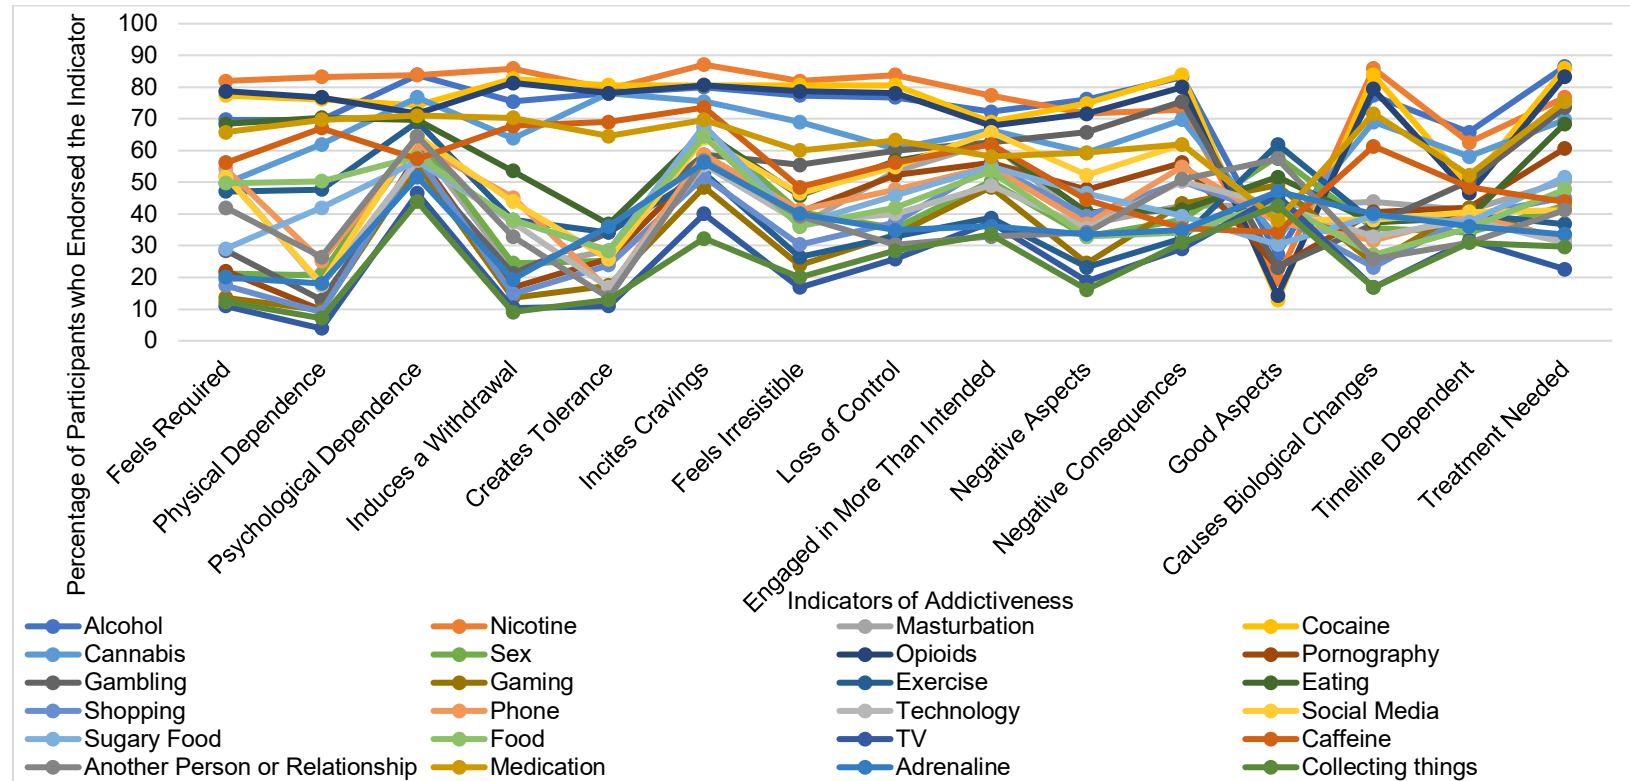 Percentage of Participants who Endorsed the Indicator
100
90
80
70
60
50
40
30
20
10
0
Feels Required
Physical Dependence
Psychological Dependence
Induces a Withdrawal
Creates Tolerance
Incites Cravings
Feels Irresistible
Loss of Control
Engaged in More Than Intended
Negative Aspects
Negative Consequences
Good Aspects
Causes Biological Changes
Timeline Dependent
Treatment Needed
Indicators of Addictiveness
Alcohol Nicotine Masturbation Cocaine
Cannabis Sex Opioids Pornography
Gambling Gaming Exercise Eating
Shopping Phone Technology Social Media
Sugary Food Food TV Caffeine
Another Person or Relationship Medication Adrenaline Collecting things